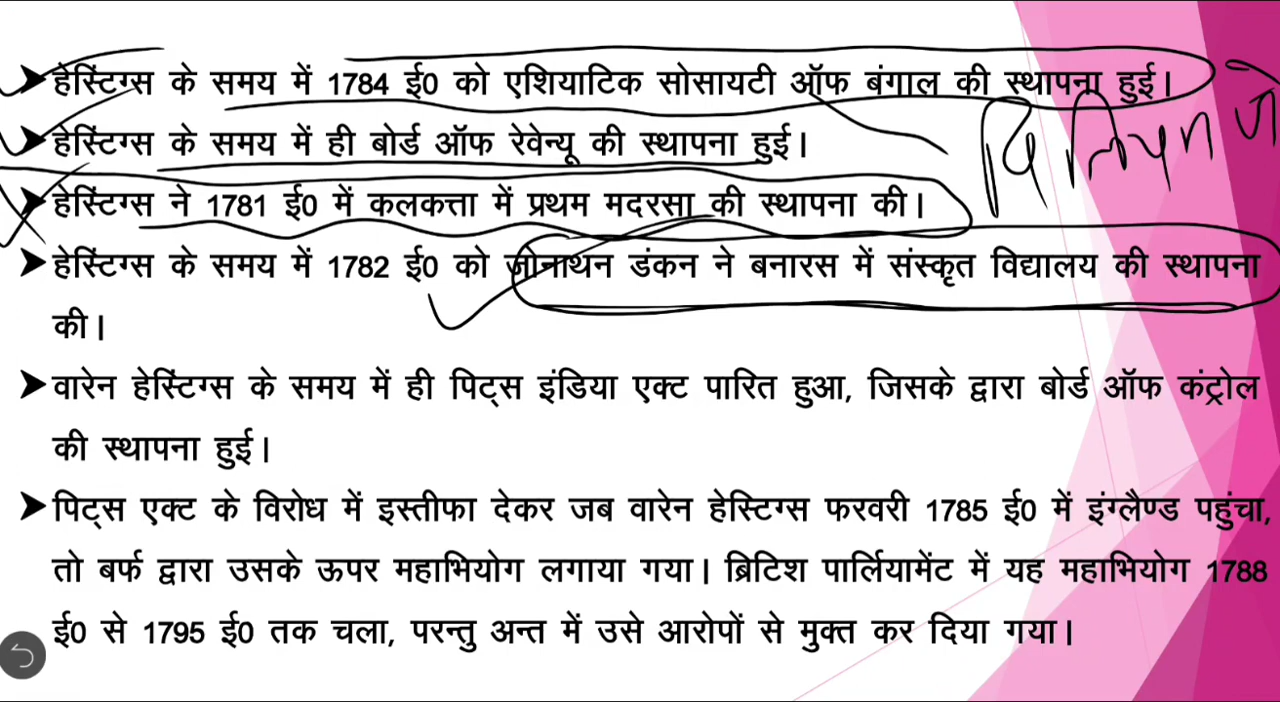 ➤ हेस्टिंग्स के समय में 1784 ई0 को एशियाटिक सोसायटी ऑफ बंगाल की स्थापना हुई।
विलियम जो
➤ हेस्टिंग्स के समय में ही बोर्ड ऑफ रेवेन्यू की स्थापना हुई।
➤ हेस्टिंग्स ने 1781 ई0 में कलकत्ता में प्रथम मदरसा की स्थापना की।
➤ हेस्टिंग्स के समय में 1782 ई0 को जोनाथन डंकन ने बनारस में संस्कृत विद्यालय की स्थापना
की।
➤ वारेन हेस्टिंग्स के समय में ही पिट्स इंडिया एक्ट पारित हुआ, जिसके द्वारा बोर्ड ऑफ कंट्रोल
की स्थापना हुई।
➤ पिट्स एक्ट के विरोध में इस्तीफा देकर जब वारेन हेस्टिग्स फरवरी 1785 ई0 में इंग्लैण्ड पहुंचा,
तो बर्फ द्वारा उसके ऊपर महाभियोग लगाया गया। ब्रिटिश पार्लियामेंट में यह महाभियोग 1788
ई0 से 1795 ई0 तक चला, परन्तु अन्त में उसे आरोपों से मुक्त कर दिया गया।